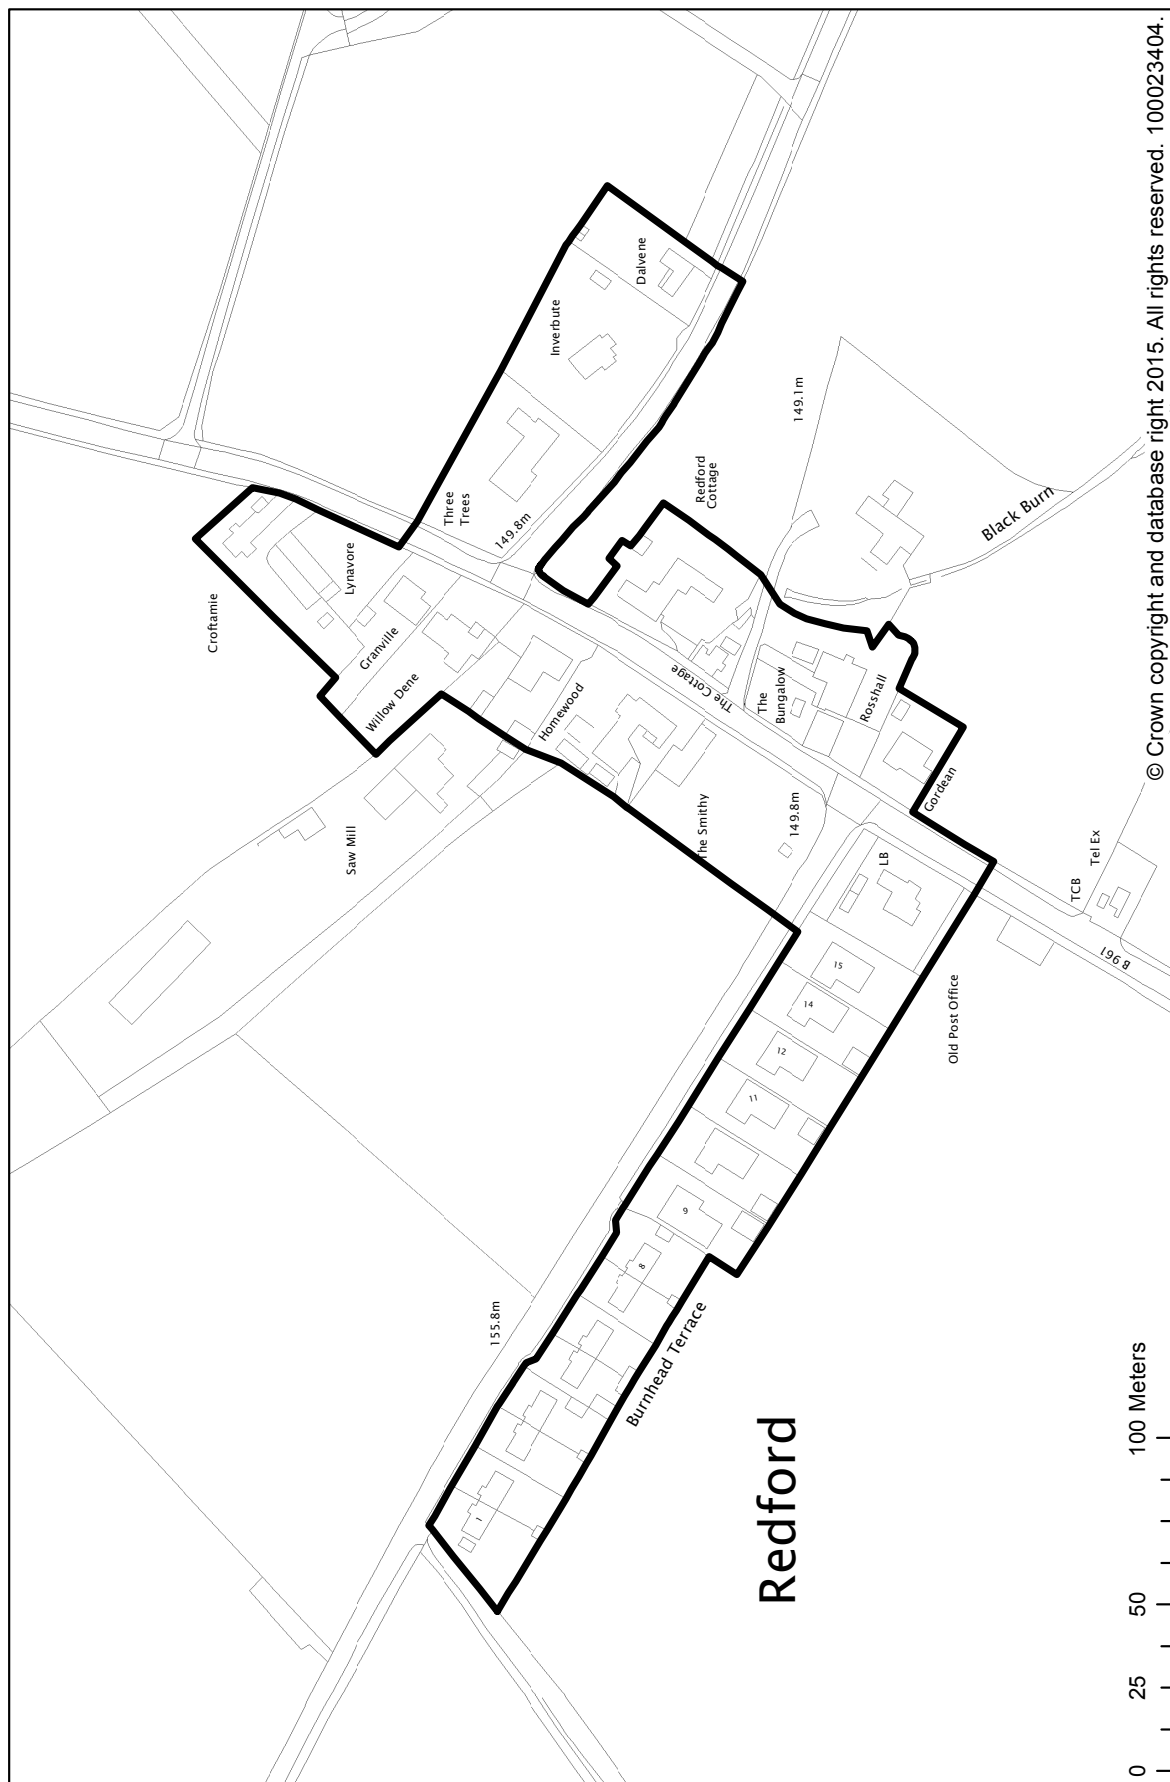 Croftamie
Lynavore
Granville
Willow Dene
Three
Trees
149.8m
Inverbute
Dalvene
Saw Mill
Homewood
The Smithy
The Cottage
Redford
Cottage
149.1m
Black Burn
The
Bungalow
Rosshall
Gordean
149.8m
LB
TCB
Tel Ex
B 961
Old Post Office
15
14
12
11
9
8
1
155.8m
Burnhead Terrace
Redford
0 25 50 100 Meters
© Crown copyright and database right 2015. All rights reserved. 100023404.